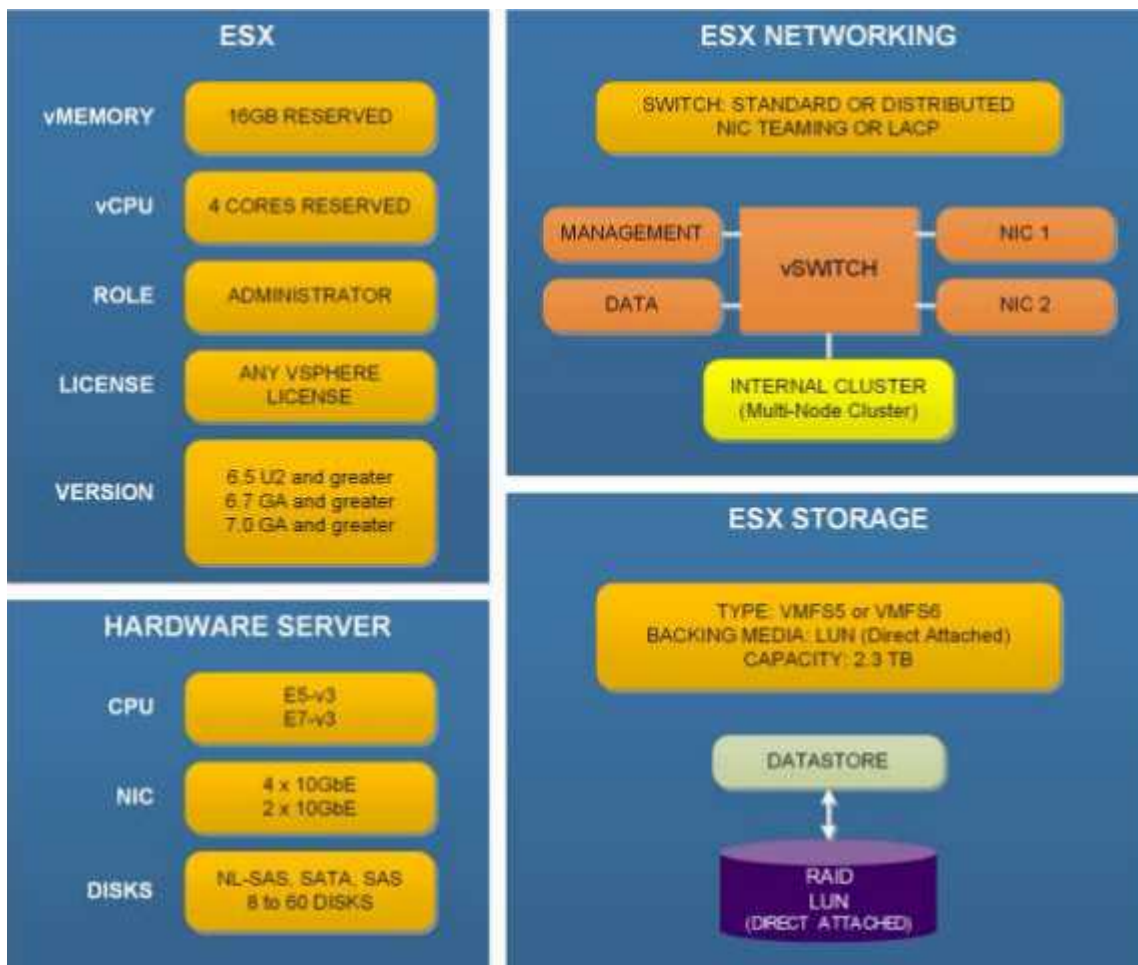 ESX
vMEMORY
16GB RESERVED
vCPU
4 CORES RESERVED
ROLE
ADMINISTRATOR
LICENSE
ANY VSPHERE
LICENSE
VERSION
6.5 U2 and greater
6.7 GA and greater
7.0 GA and greater
HARDWARE SERVER
CPU
E5-v3
E7-v3
NIC
4 x 10GbE
2 x 10GbE
DISKS
NL-SAS, SATA, SAS
8 to 60 DISKS
ESX NETWORKING
SWITCH: STANDARD OR DISTRIBUTED
NIC TEAMING OR LACP
MANAGEMENT
DATA
vSWITCH
NIC 1
NIC 2
INTERNAL CLUSTER
(Multi-Node Cluster)
ESX STORAGE
TYPE: VMFS5 or VMFS6
BACKING MEDIA: LUN (Direct Attached)
CAPACITY: 2.3 TB
DATASTORE
RAID
LUN
(DIRECT ATTACHED)